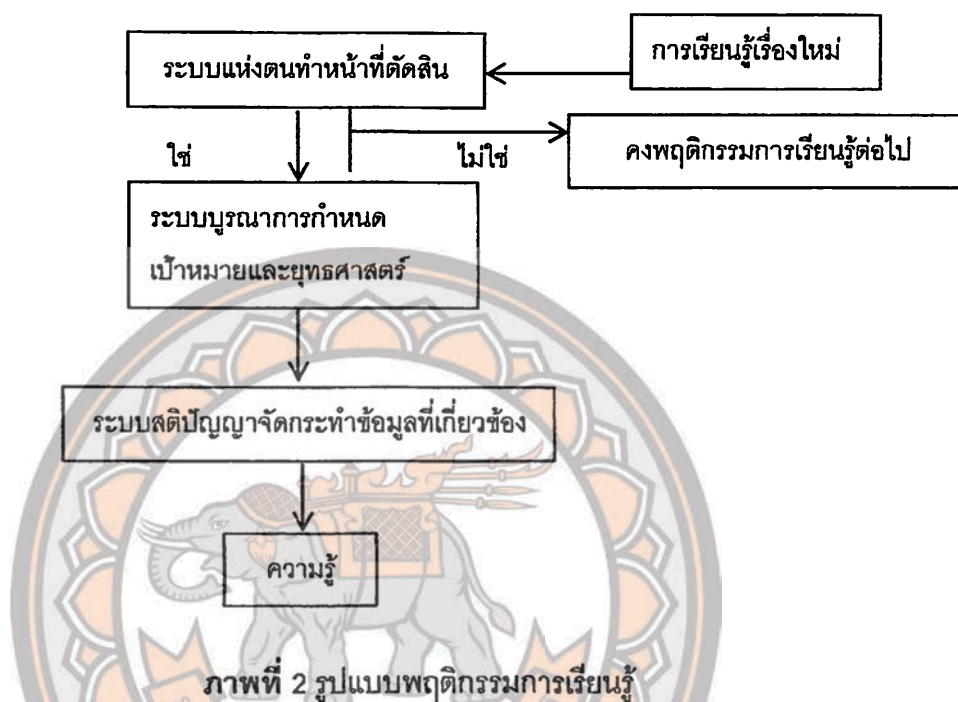 การเรียนรู้เรื่องใหม่
ระบบแห่งตนทำหน้าที่ตัดสิน
ใช่
ไม่ใช่
คงพฤติกรรมการเรียนรู้ต่อไป
ระบบบูรณาการกำหนด
เป้าหมายและยุทธศาสตร์
ระบบสติปัญญาจัดกระทำข้อมูลที่เกี่ยวข้อง
ความรู้
ภาพที่ 2 รูปแบบพฤติกรรมการเรียนรู้